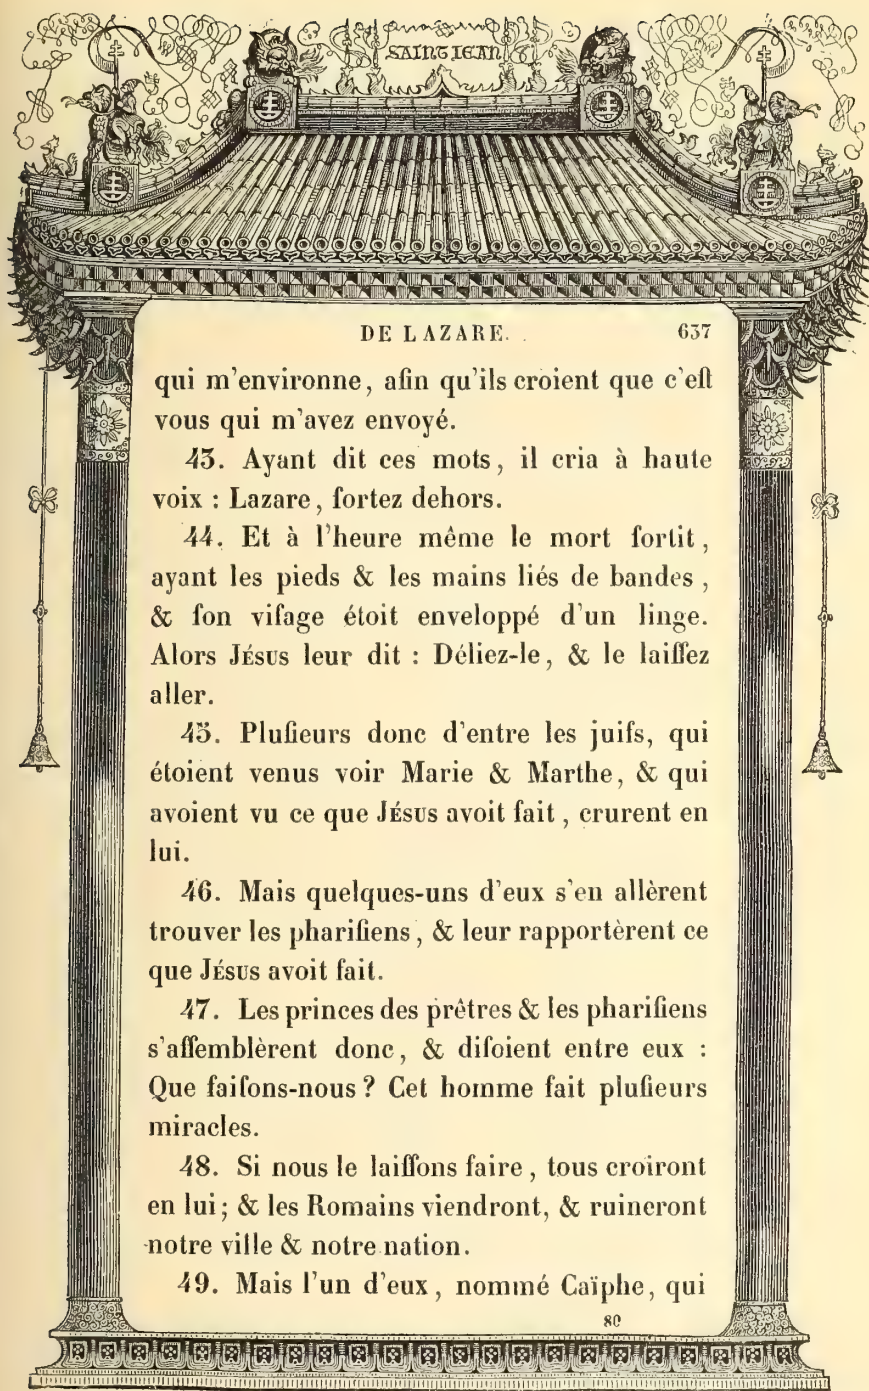 SAINT IEAN
DE LAZARE. 637
qui m'environne, afin qu'ils croient que c'eſt
vous qui m'avez envoyé.
43. Ayant dit ces mots, il cria à haute
voix : Lazare, ſortez dehors.
44. Et à l'heure même le mort ſortit,
ayant les pieds & les mains liés de bandes,
& ſon viſage étoit enveloppé d'un linge.
Alors JÉSUS leur dit : Déliez-le, & le laiſſez
aller.
45. Pluſieurs donc d'entre les juifs, qui
étoient venus voir Marie & Marthe, & qui
avoient vu ce que JÉSUS avoit fait, crurent en
lui.
46. Mais quelques-uns d'eux s'en allèrent
trouver les phariſiens, & leur rapportèrent ce
que JÉSUS avoit fait.
47. Les princes des prêtres & les phariſiens
s'aſſemblèrent donc, & diſoient entre eux :
Que faiſons-nous ? Cet homme fait pluſieurs
miracles.
48. Si nous le laiſſons faire, tous croiront
en lui ; & les Romains viendront, & ruineront
notre ville & notre nation.
49. Mais l'un d'eux, nommé Caïphe, qui
80